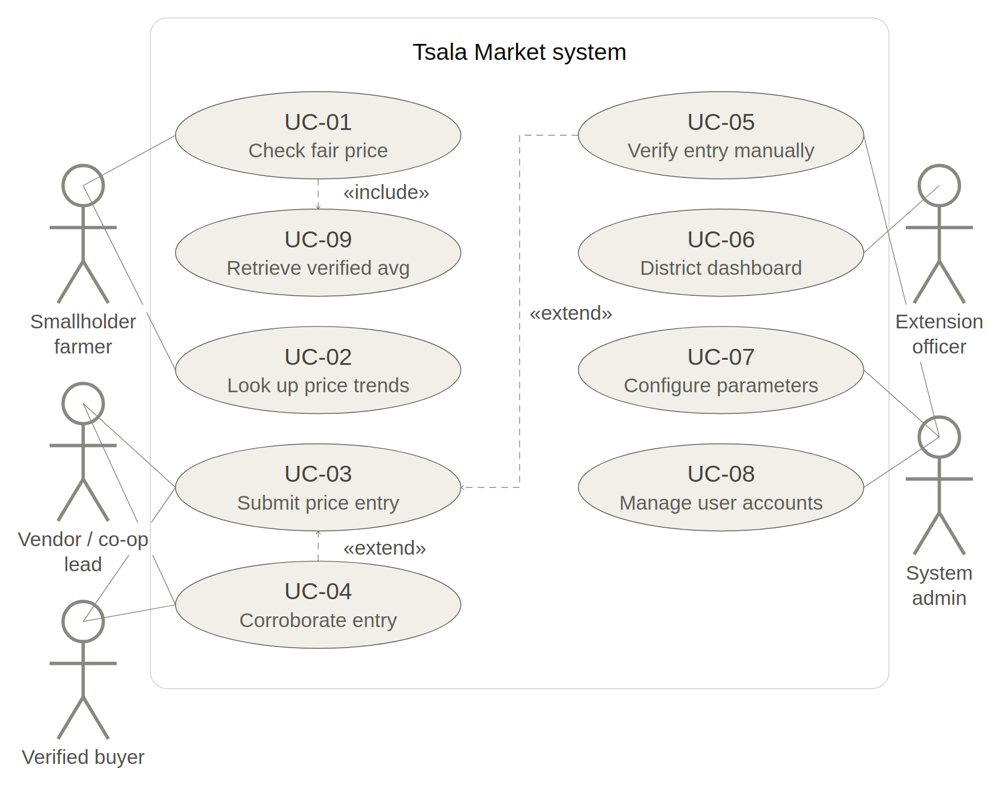 Tsala Market system
UC-01
Check fair price
«include»
UC-09
Retrieve verified avg
UC-02
Look up price trends
UC-03
Submit price entry
«extend»
UC-04
Corroborate entry
UC-05
Verify entry manually
UC-06
District dashboard
«extend»
UC-07
Configure parameters
UC-08
Manage user accounts
Smallholder
farmer
Vendor / co-op
lead
Verified buyer
Extension
officer
System
admin